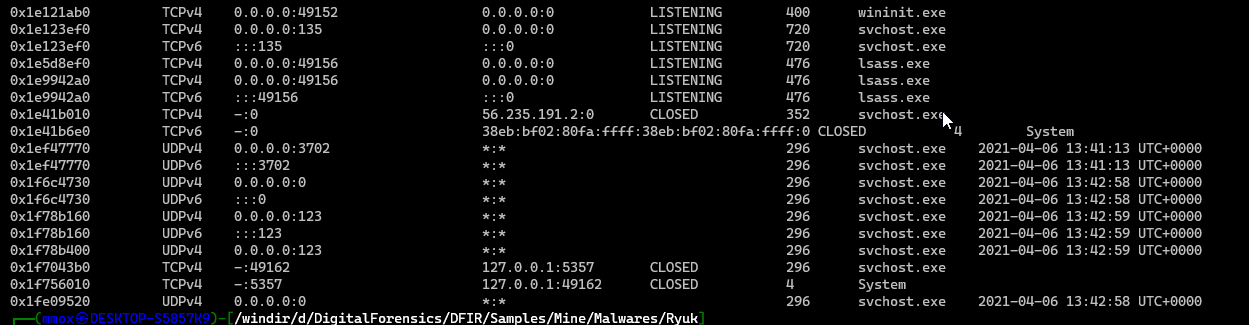 0x1e121ab0 TCPv4 0.0.0.0:49152 0.0.0.0:0 LISTENING 400 wininit.exe
0x1e123ef0 TCPv4 0.0.0.0:135 0.0.0.0:0 LISTENING 720 svchost.exe
0x1e123ef0 TCPv6 :::135 :::0 LISTENING 720 svchost.exe
0x1e5d8ef0 TCPv4 0.0.0.0:49156 0.0.0.0:0 LISTENING 476 lsass.exe
0x1e9942a0 TCPv4 0.0.0.0:49156 0.0.0.0:0 LISTENING 476 lsass.exe
0x1e9942a0 TCPv6 :::49156 :::0 LISTENING 476 lsass.exe
0x1e41b010 TCPv4 -:0 56.235.191.2:0 CLOSED 352 svchost.exe
0x1e41b6e0 TCPv6 -:0 38eb:bf02:80fa:ffff:38eb:bf02:80fa:ffff:0 CLOSED 4 System
0x1ef47770 UDPv4 0.0.0.0:3702 *:* 296 svchost.exe 2021-04-06 13:41:13 UTC+0000
0x1ef47770 UDPv6 :::3702 *:* 296 svchost.exe 2021-04-06 13:41:13 UTC+0000
0x1f6c4730 UDPv4 0.0.0.0:0 *:* 296 svchost.exe 2021-04-06 13:42:58 UTC+0000
0x1f6c4730 UDPv6 :::0 *:* 296 svchost.exe 2021-04-06 13:42:58 UTC+0000
0x1f78b160 UDPv4 0.0.0.0:123 *:* 296 svchost.exe 2021-04-06 13:42:59 UTC+0000
0x1f78b160 UDPv6 :::123 *:* 296 svchost.exe 2021-04-06 13:42:59 UTC+0000
0x1f78b400 UDPv4 0.0.0.0:123 *:* 296 svchost.exe 2021-04-06 13:42:59 UTC+0000
0x1f7043b0 TCPv4 -:49162 127.0.0.1:5357 CLOSED 296 svchost.exe
0x1f756010 TCPv4 -:5357 127.0.0.1:49162 CLOSED 4 System
0x1fe09520 UDPv4 0.0.0.0:0 *:* 296 svchost.exe 2021-04-06 13:42:58 UTC+0000
┌──(mmox㉿DESKTOP-S5857K9)-[/windir/d/DigitalForensics/DFIR/Samples/Mine/Malwares/Ryuk]